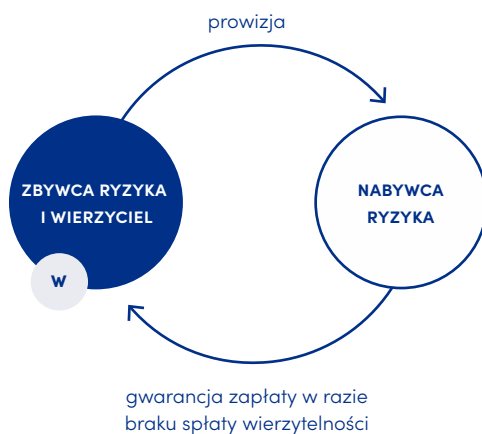 prowizja
ZBYWCA RYZYKA
I WIERZYCIEL
NABYWCA
RYZYKA
W
gwarancja zapłaty w razie
braku spłaty wierzytelności